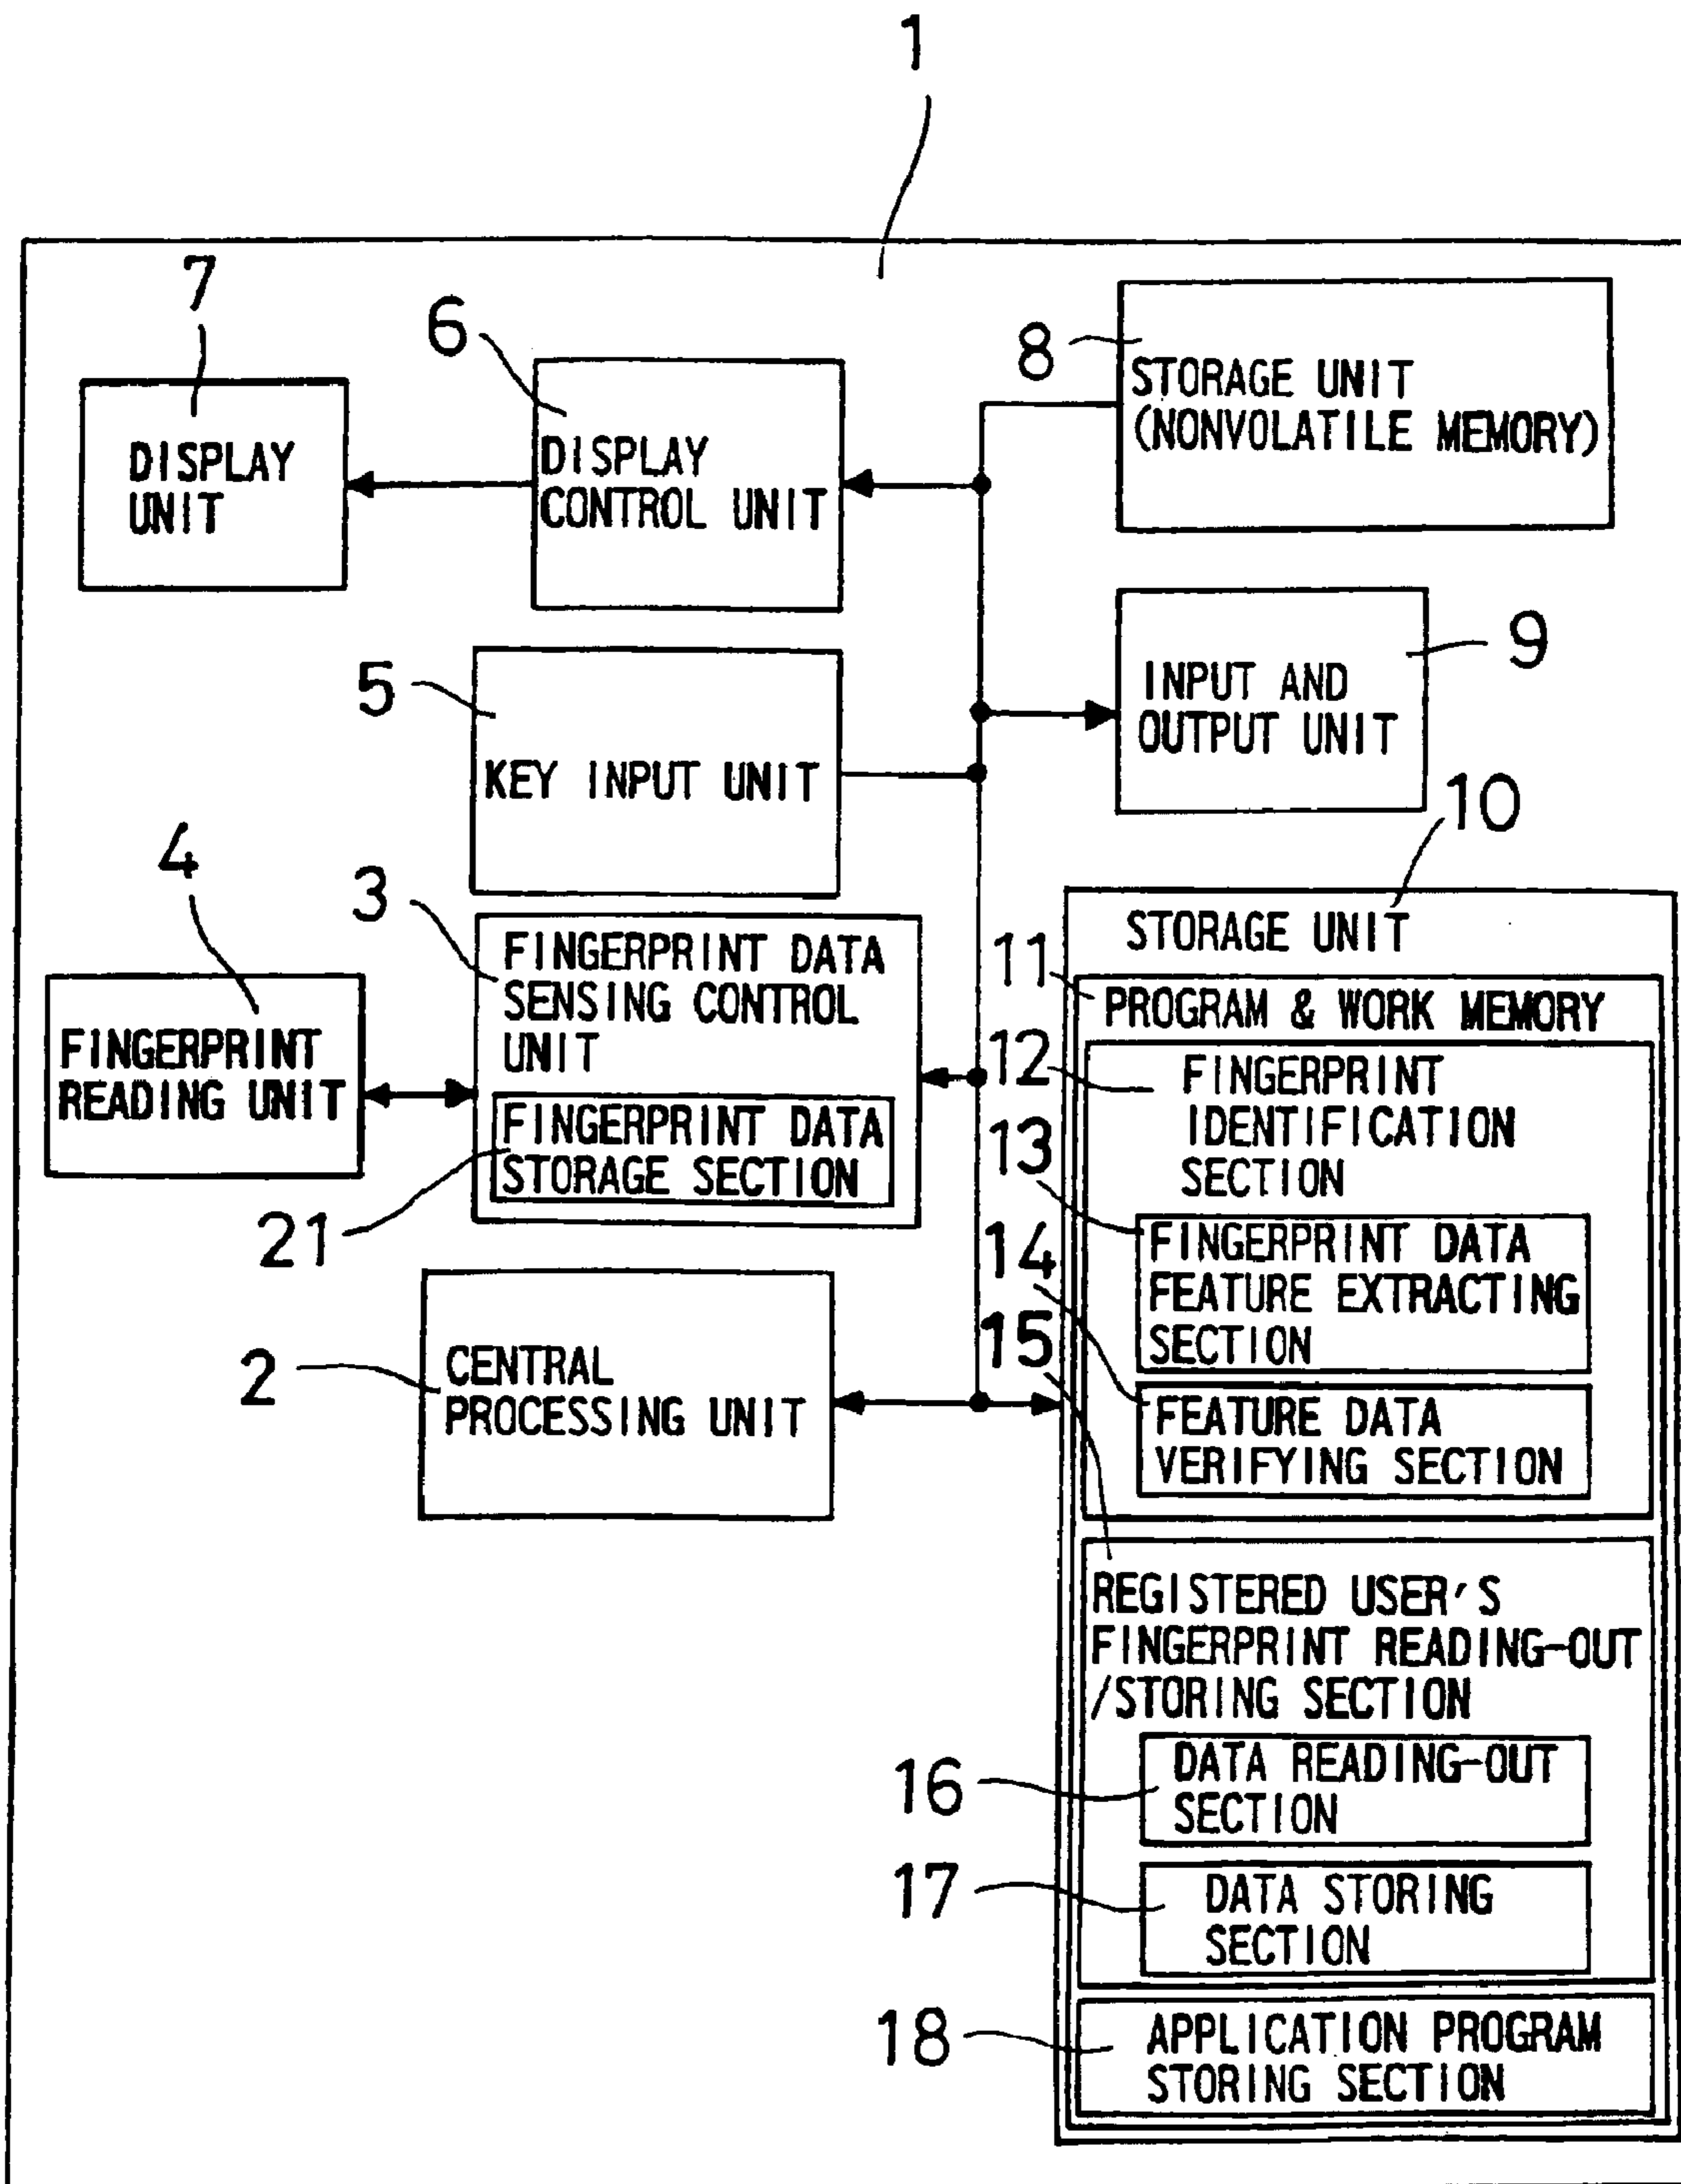 1
7
DISPLAY
UNIT
6
DISPLAY
CONTROL UNIT
8
STORAGE UNIT
(NONVOLATILE MEMORY)
5
KEY INPUT UNIT
9
INPUT AND
OUTPUT UNIT
4
FINGERPRINT
READING UNIT
3
FINGERPRINT DATA
SENSING CONTROL
UNIT
FINGERPRINT DATA
STORAGE SECTION
21
2
CENTRAL
PROCESSING UNIT
10
STORAGE UNIT
11
PROGRAM & WORK MEMORY
12
FINGERPRINT
IDENTIFICATION
SECTION
13
FINGERPRINT DATA
FEATURE EXTRACTING
SECTION
14
FEATURE DATA
VERIFYING SECTION
15
REGISTERED USER'S
FINGERPRINT READING-OUT
/STORING SECTION
16
DATA READING-OUT
SECTION
17
DATA STORING
SECTION
18
APPLICATION PROGRAM
STORING SECTION